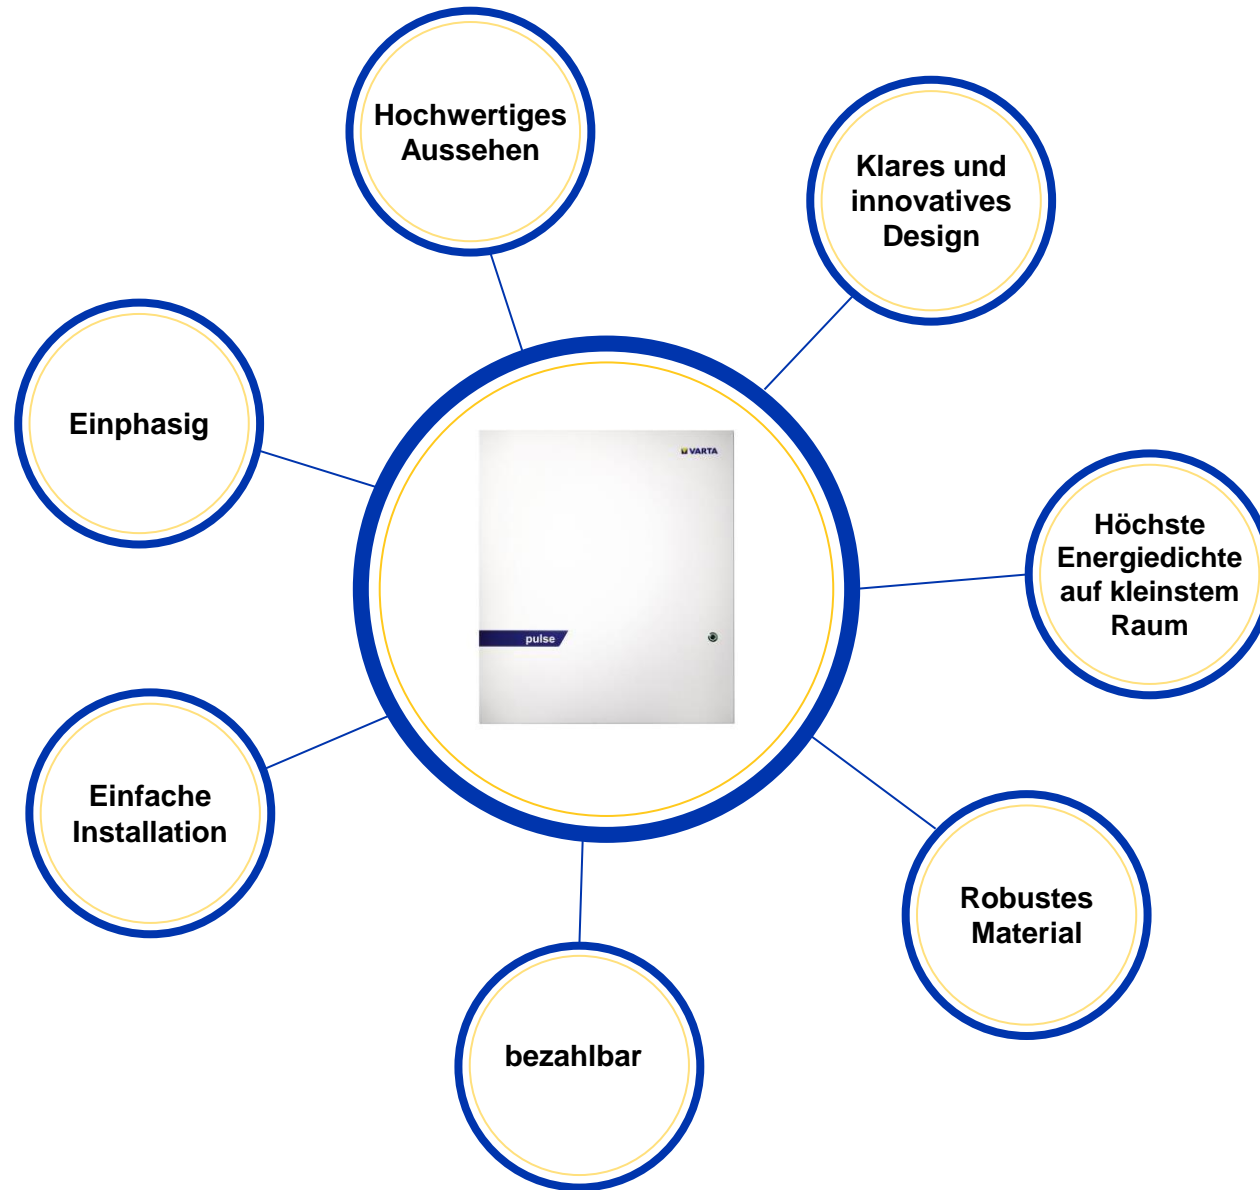 Hochwertiges
Aussehen
Klares und
innovatives
Design
Einphasig
VARTA
pulse
Höchste
Energiedichte
auf kleinstem
Raum
Einfache
Installation
Robustes
Material
bezahlbar